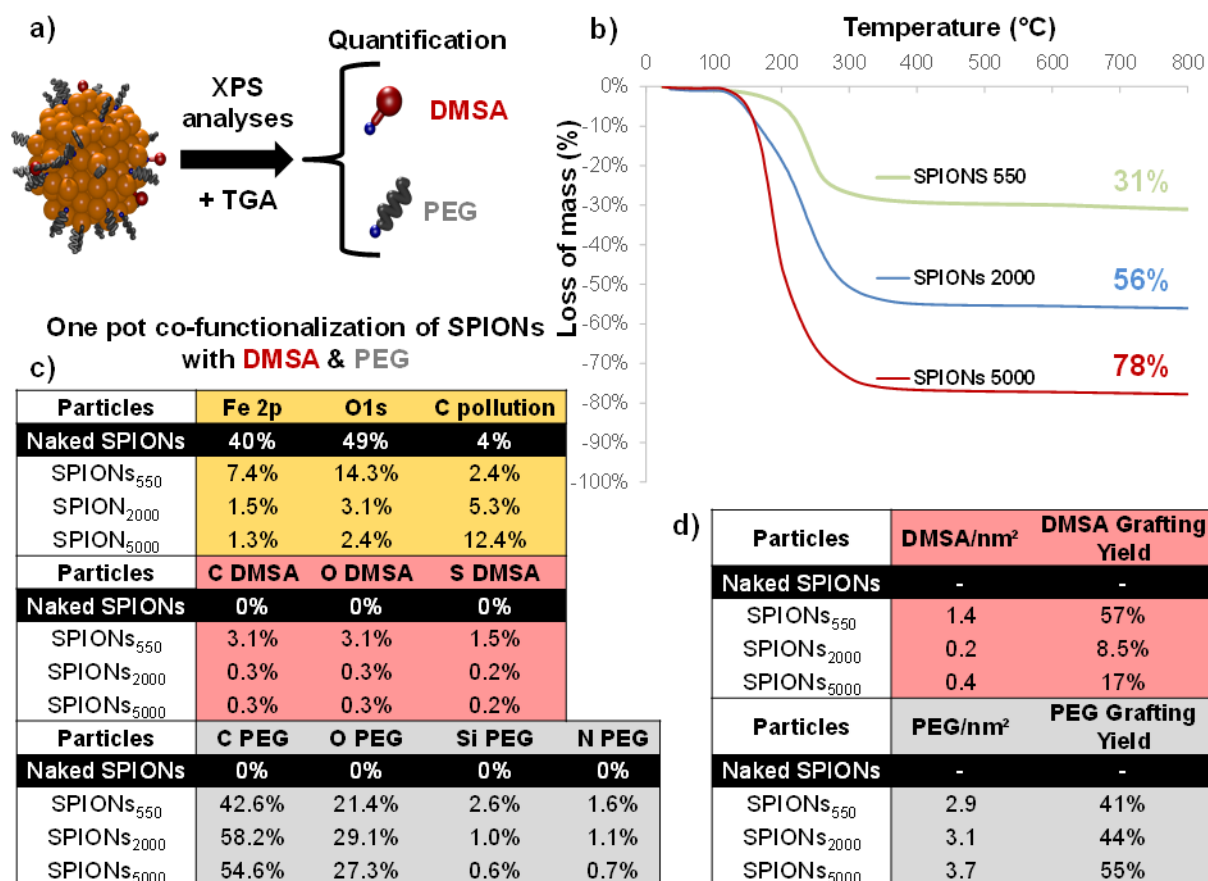 a)
Quantification
XPS
analyses
+ TGA
DMSA
PEG
b)
Temperature (°C)
0 100 200 300 400 500 600 700 800
Loss of mass (%)
0%
-10%
-20%
-30%
-40%
-50%
-60%
-70%
-80%
-90%
-100%
SPIONS 550 31%
SPIONs 2000 56%
SPIONs 5000 78%
One pot co-functionalization of SPIONs
with DMSA & PEG
c)
Particles Fe 2p O1s C pollution
Naked SPIONs 40% 49% 4%
SPIONs550 7.4% 14.3% 2.4%
SPION2000 1.5% 3.1% 5.3%
SPION5000 1.3% 2.4% 12.4%
Particles C DMSA O DMSA S DMSA
Naked SPIONs 0% 0% 0%
SPIONs550 3.1% 3.1% 1.5%
SPIONs2000 0.3% 0.3% 0.2%
SPIONs5000 0.3% 0.3% 0.2%
Particles C PEG O PEG Si PEG N PEG
Naked SPIONs 0% 0% 0% 0%
SPIONs550 42.6% 21.4% 2.6% 1.6%
SPIONs2000 58.2% 29.1% 1.0% 1.1%
SPIONs5000 54.6% 27.3% 0.6% 0.7%
d)
Particles DMSA/nm² DMSA Grafting
Yield
Naked SPIONs - -
SPIONs550 1.4 57%
SPIONs2000 0.2 8.5%
SPIONs5000 0.4 17%
Particles PEG/nm² PEG Grafting
Yield
Naked SPIONs - -
SPIONs550 2.9 41%
SPIONs2000 3.1 44%
SPIONs5000 3.7 55%